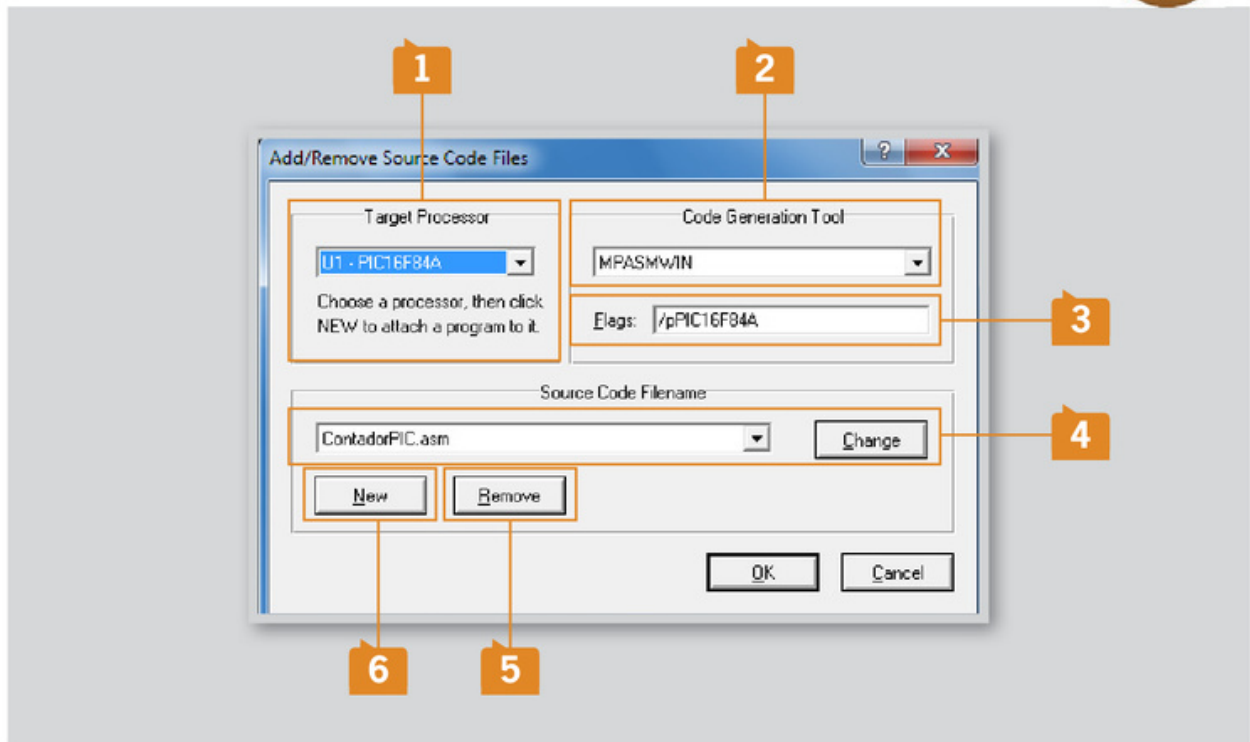 1
2
Add/Remove Source Code Files
Target Processor
Code Generation Tool
U1 - PIC16F84A
MPASMWIN
Choose a processor, then click
NEW to attach a program to it.
Flags: /pPIC16F84A
3
Source Code Filename
ContadorPIC.asm
Change
4
New
Remove
OK
Cancel
6
5